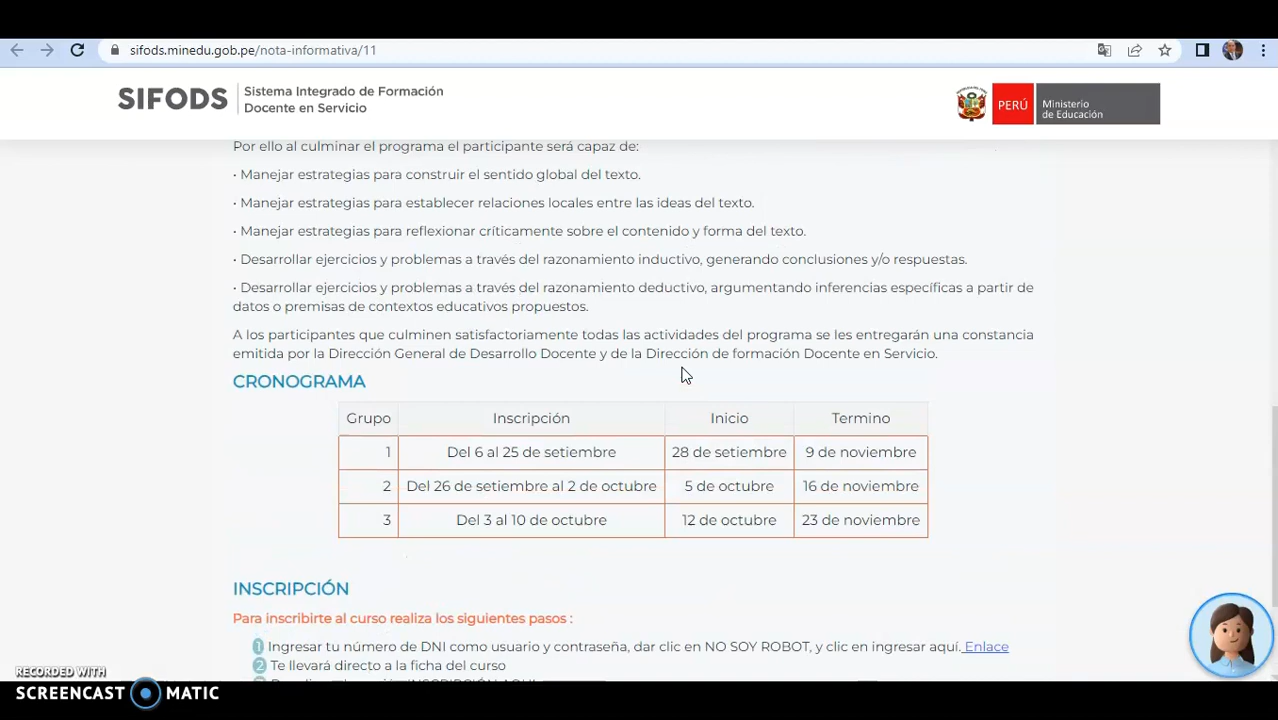 sifods.minedu.gob.pe/nota-informativa/11
SIFODS
Sistema Integrado de Formación
Docente en Servicio
PERÚ
Ministerio
de Educación
Por ello al culminar el programa el participante será capaz de:
• Manejar estrategias para construir el sentido global del texto.
• Manejar estrategias para establecer relaciones locales entre las ideas del texto.
• Manejar estrategias para reflexionar críticamente sobre el contenido y forma del texto.
• Desarrollar ejercicios y problemas a través del razonamiento inductivo, generando conclusiones y/o respuestas.
• Desarrollar ejercicios y problemas a través del razonamiento deductivo, argumentando inferencias específicas a partir de
datos o premisas de contextos educativos propuestos.
A los participantes que culminen satisfactoriamente todas las actividades del programa se les entregarán una constancia
emitida por la Dirección General de Desarrollo Docente y de la Dirección de formación Docente en Servicio.
CRONOGRAMA
Grupo Inscripción Inicio Termino
1 Del 6 al 25 de setiembre 28 de setiembre 9 de noviembre
2 Del 26 de setiembre al 2 de octubre 5 de octubre 16 de noviembre
3 Del 3 al 10 de octubre 12 de octubre 23 de noviembre
INSCRIPCIÓN
Para inscribirte al curso realiza los siguientes pasos :
1 Ingresar tu número de DNI como usuario y contraseña, dar clic en NO SOY ROBOT, y clic en ingresar aquí. Enlace
2 Te llevará directo a la ficha del curso
RECORDED WITH
SCREENCAST MATIC